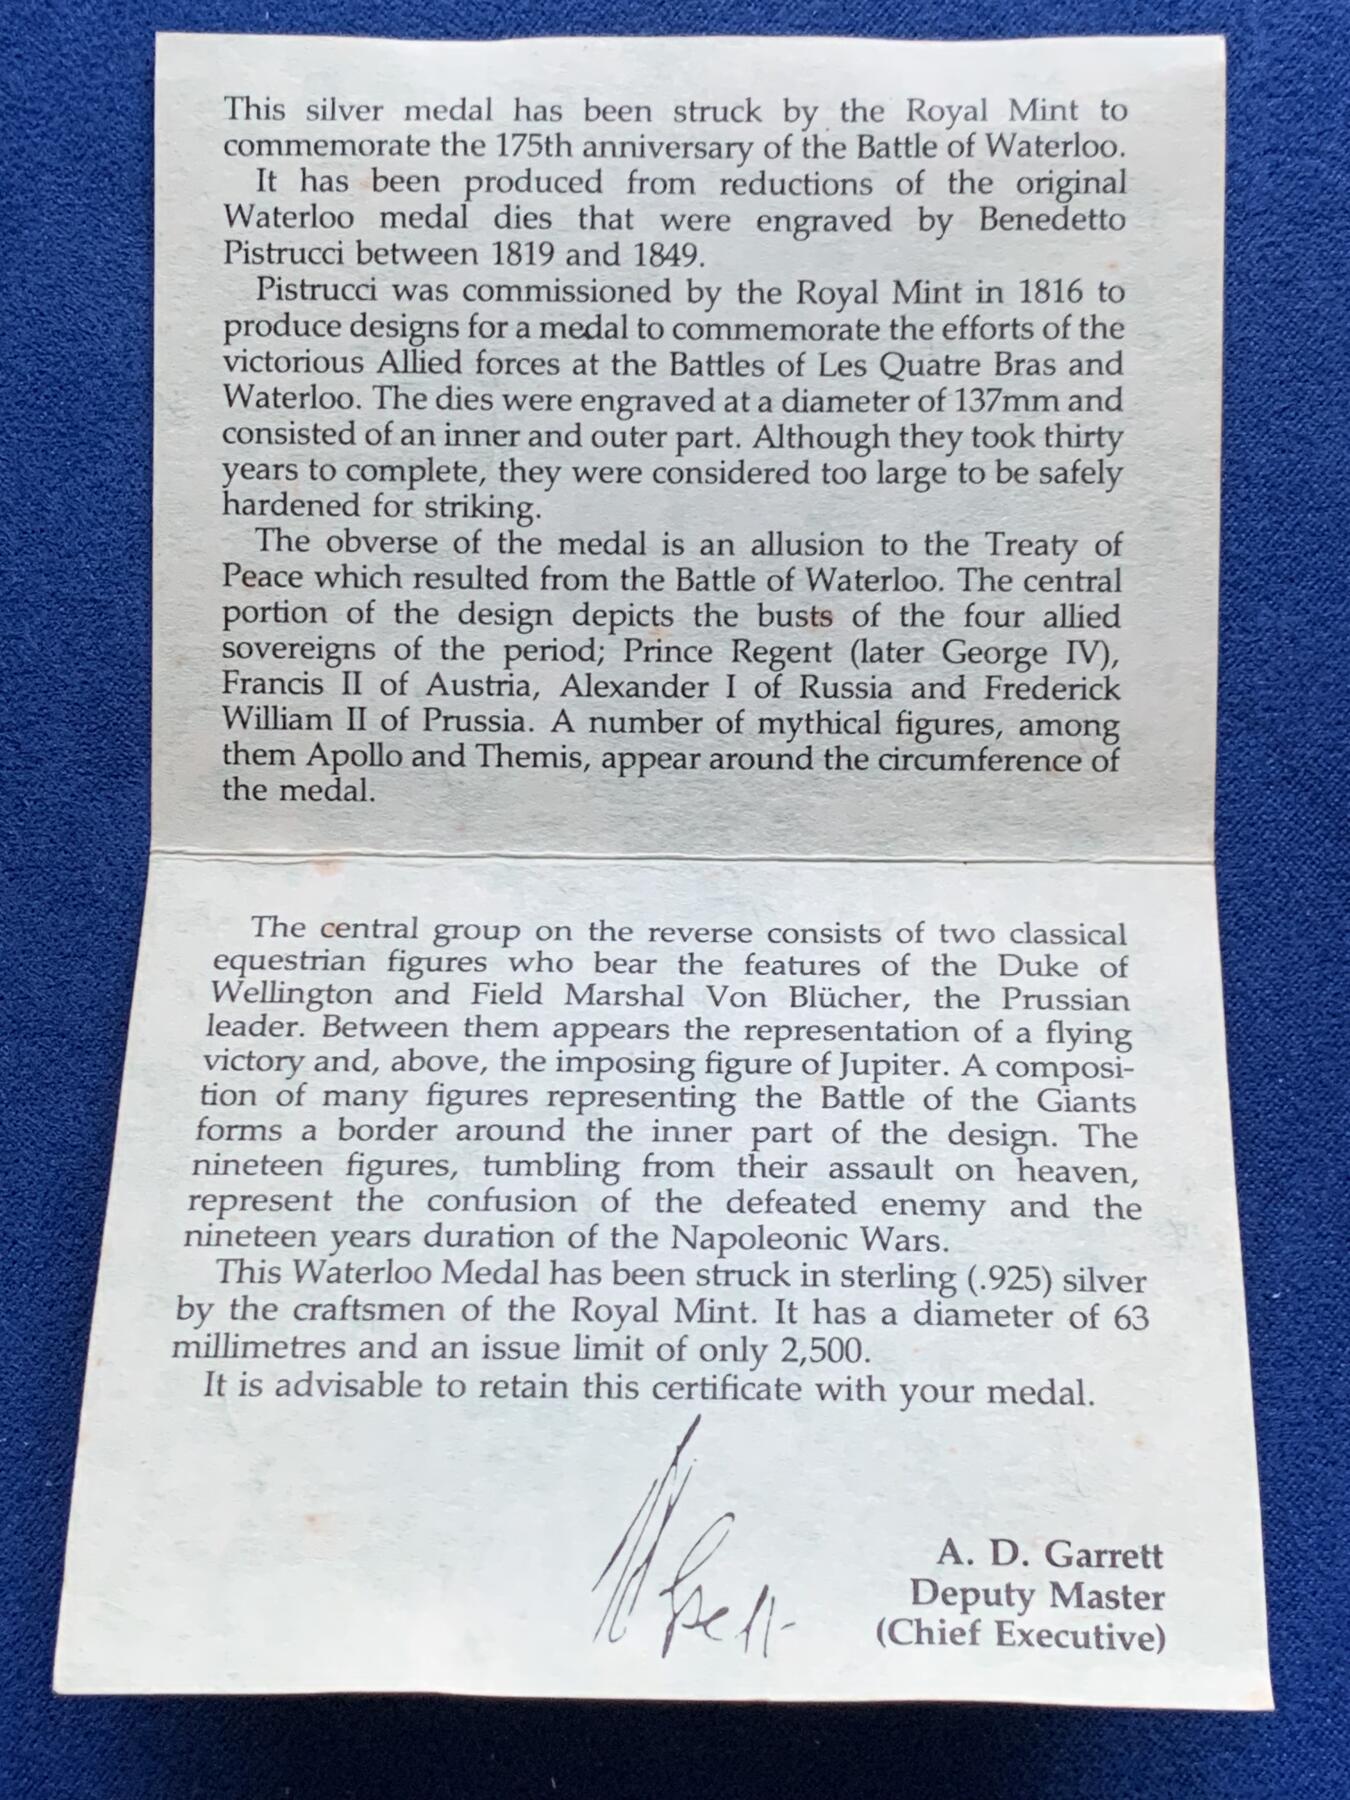 This silver medal has been struck by the Royal Mint to
commemorate the 175th anniversary of the Battle of Waterloo.
It has been produced from reductions of the original
Waterloo medal dies that were engraved by Benedetto
Pistrucci between 1819 and 1849.
Pistrucci was commissioned by the Royal Mint in 1816 to
produce designs for a medal to commemorate the efforts of the
victorious Allied forces at the Battles of Les Quatre Bras and
Waterloo. The dies were engraved at a diameter of 137mm and
consisted of an inner and outer part. Although they took thirty
years to complete, they were considered too large to be safely
hardened for striking.
The obverse of the medal is an allusion to the Treaty of
Peace which resulted from the Battle of Waterloo. The central
portion of the design depicts the busts of the four allied
sovereigns of the period; Prince Regent (later George IV),
Francis II of Austria, Alexander I of Russia and Frederick
William II of Prussia. A number of mythical figures, among
them Apollo and Themis, appear around the circumference of
the medal.
The central group on the reverse consists of two classical
equestrian figures who bear the features of the Duke of
Wellington and Field Marshal Von Blücher, the Prussian
leader. Between them appears the representation of a flying
victory and, above, the imposing figure of Jupiter. A composi-
tion of many figures representing the Battle of the Giants
forms a border around the inner part of the design. The
nineteen figures, tumbling from their assault on heaven,
represent the confusion of the defeated enemy and the
nineteen years duration of the Napoleonic Wars.
This Waterloo Medal has been struck in sterling (.925) silver
by the craftsmen of the Royal Mint. It has a diameter of 63
millimetres and an issue limit of only 2,500.
It is advisable to retain this certificate with your medal.
A. D. Garrett
Deputy Master
(Chief Executive)